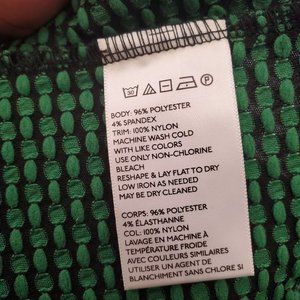 30
P
BODY: 96% POLYESTER
4% SPANDEX
TRIM: 100% NYLON
MACHINE WASH COLD
WITH LIKE COLORS
USE ONLY NON-CHLORINE
BLEACH
RESHAPE & LAY FLAT TO DRY
LOW IRON AS NEEDED
MAY BE DRY CLEANED
CORPS: 96% POLYESTER
4% ÉLASTHANNE
COL: 100% NYLON
LAVAGE EN MACHINE À
TEMPÉRATURE FROIDE
AVEC COULEURS SIMILAIRES
UTILISER UN AGENT DE
BLANCHIMENT SANS CHLORE SI